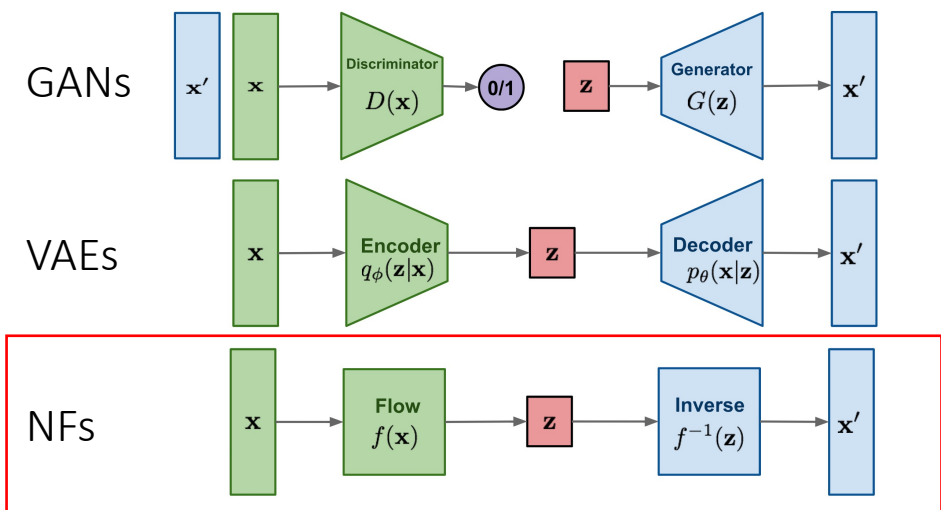 GANs
x′
x
Discriminator
D(x)
0/1
z
Generator
G(z)
x′
VAEs
x
Encoder
qϕ(z|x)
z
Decoder
pθ(x|z)
x′
NFs
x
Flow
f(x)
z
Inverse
f⁻¹(z)
x′